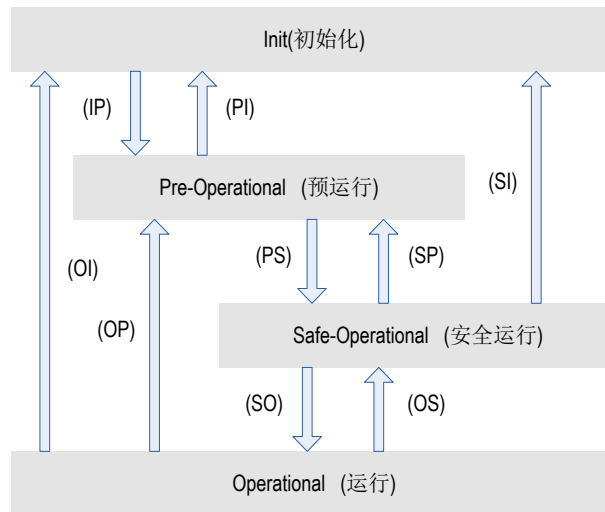 Init(初始化)
(IP)
(PI)
Pre-Operational (预运行)
(SI)
(PS)
(SP)
(OI)
(OP)
Safe-Operational (安全运行)
(SO)
(OS)
Operational (运行)